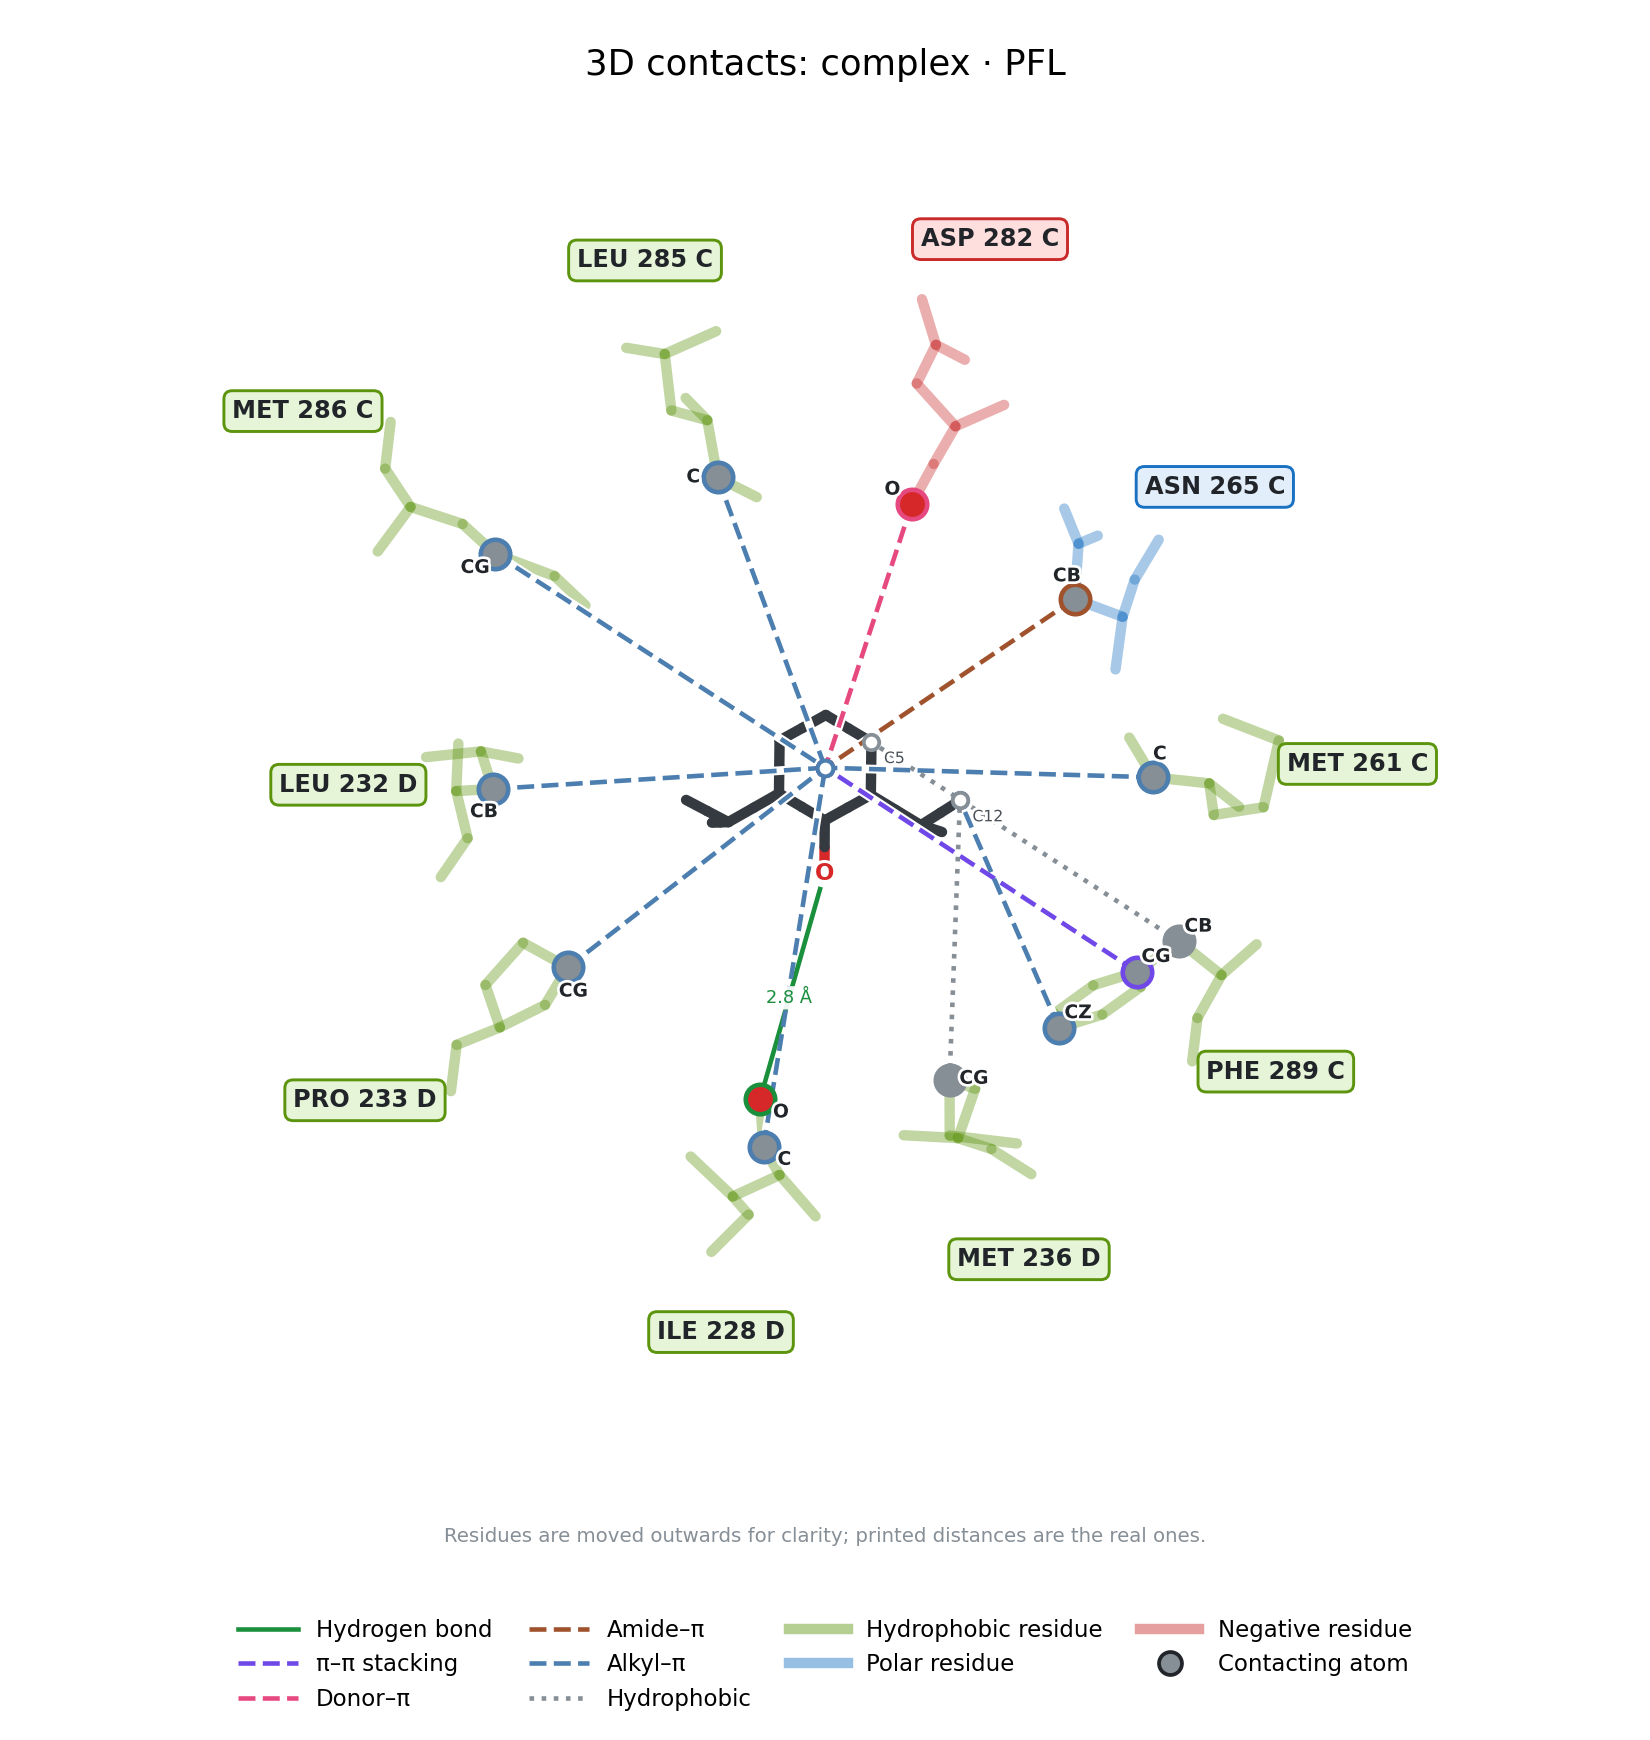 3D contacts: complex · PFL
ASP 282 C
LEU 285 C
MET 286 C
ASN 265 C
C
O
CG
CB
C5
C
MET 261 C
LEU 232 D
CB
C12
O
CB
CG
CG
2.8 Å
CZ
PHE 289 C
PRO 233 D
CG
O
C
MET 236 D
ILE 228 D
Residues are moved outwards for clarity; printed distances are the real ones.
Hydrogen bond
π–π stacking
Donor–π
Amide–π
Alkyl–π
Hydrophobic
Hydrophobic residue
Polar residue
Negative residue
Contacting atom